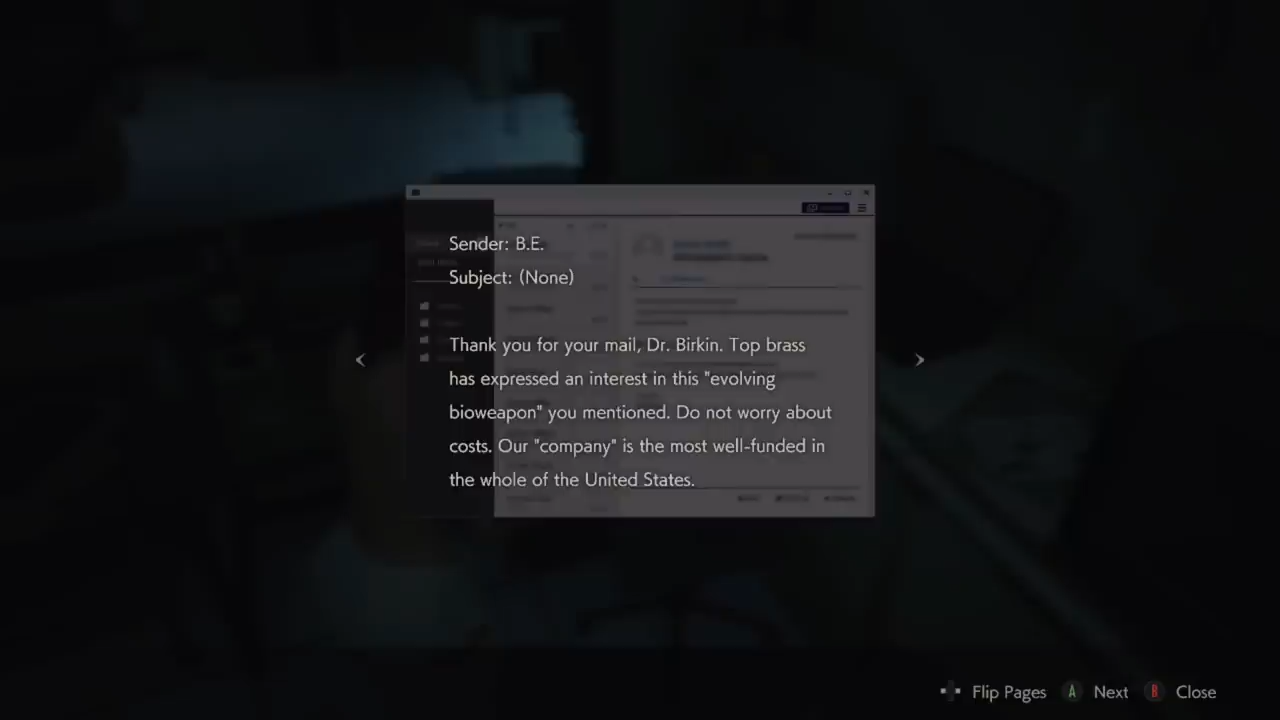 Sender: B.E.
Subject: (None)
Thank you for your mail, Dr. Birkin. Top brass
has expressed an interest in this "evolving
bioweapon" you mentioned. Do not worry about
costs. Our "company" is the most well-funded in
the whole of the United States.
Flip Pages A Next B Close